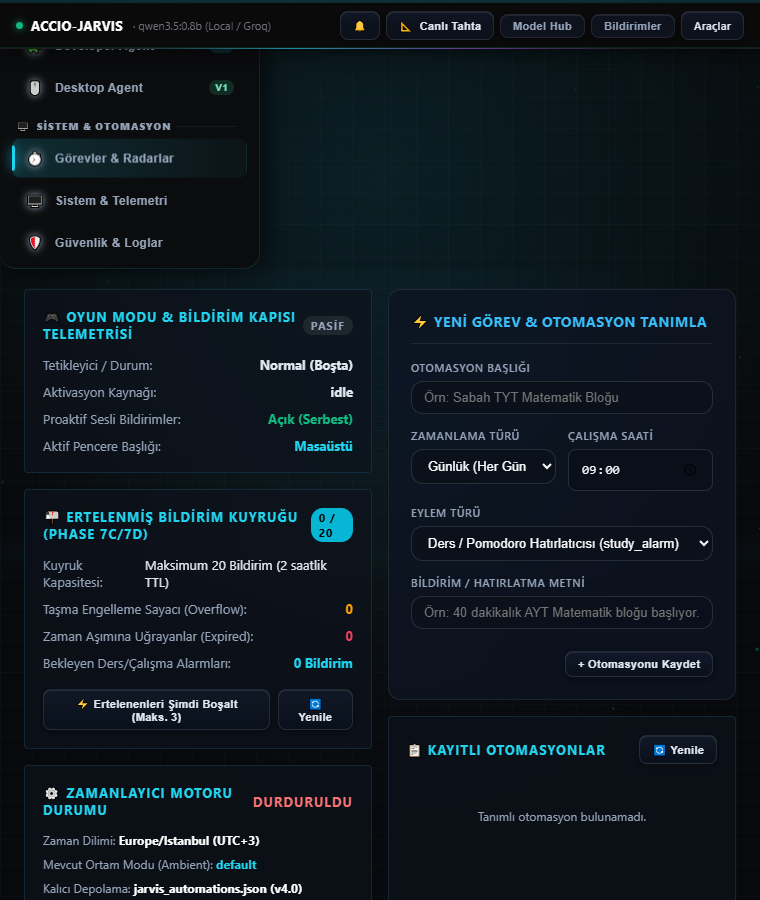 ACCIO-JARVIS · qwen3.5:0.8b (Local / Groq)
Canlı Tahta
Model Hub
Bildirimler
Araçlar
Developer Agent
Desktop Agent V1
SİSTEM & OTOMASYON
Görevler & Radarlar
Sistem & Telemetri
Güvenlik & Loglar
OYUN MODU & BİLDİRİM KAPISI
TELEMETRİSİ
PASİF
Tetikleyici / Durum: Normal (Boşta)
Aktivasyon Kaynağı: idle
Proaktif Sesli Bildirimler: Açık (Serbest)
Aktif Pencere Başlığı: Masaüstü
ERTELENMİŞ BİLDİRİM KUYRUĞU
(PHASE 7C/7D)
0 /
20
Kuyruk
Kapasitesi:
Maksimum 20 Bildirim (2 saatlik
TTL)
Taşma Engelleme Sayacı (Overflow): 0
Zaman Aşımına Uğrayanlar (Expired): 0
Bekleyen Ders/Çalışma Alarmları: 0 Bildirim
Ertelenenleri Şimdi Boşalt
(Maks. 3)
Yenile
ZAMANLAYICI MOTORU
DURUMU
DURDURULDU
Zaman Dilimi: Europe/Istanbul (UTC+3)
Mevcut Ortam Modu (Ambient): default
Kalıcı Depolama: jarvis_automations.json (v4.0)
YENİ GÖREV & OTOMASYON TANIMLA
OTOMASYON BAŞLIĞI
Örn: Sabah TYT Matematik Bloğu
ZAMANLAMA TÜRÜ
Günlük (Her Gün
ÇALIŞMA SAATİ
09:00
EYLEM TÜRÜ
Ders / Pomodoro Hatırlatıcısı (study_alarm)
BİLDİRİM / HATIRLATMA METNİ
Örn: 40 dakikalık AYT Matematik bloğu başlıyor.
+ Otomasyonu Kaydet
KAYITLI OTOMASYONLAR
Yenile
Tanımlı otomasyon bulunamadı.